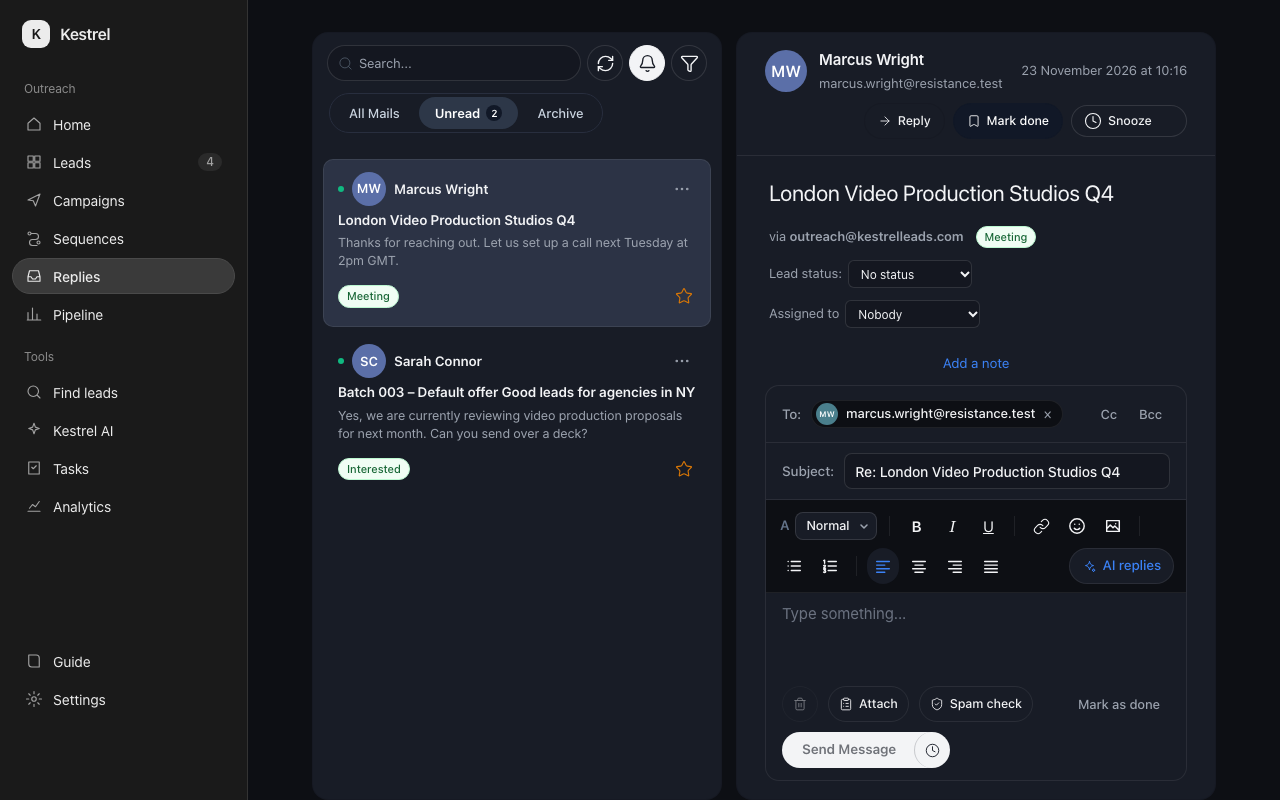 K Kestrel
Outreach
Home
Leads 4
Campaigns
Sequences
Replies
Pipeline
Tools
Find leads
Kestrel AI
Tasks
Analytics
Guide
Settings
Search...
All Mails Unread 2 Archive
MW Marcus Wright
London Video Production Studios Q4
Thanks for reaching out. Let us set up a call next Tuesday at
2pm GMT.
Meeting
SC Sarah Connor
Batch 003 – Default offer Good leads for agencies in NY
Yes, we are currently reviewing video production proposals
for next month. Can you send over a deck?
Interested
MW Marcus Wright
marcus.wright@resistance.test
23 November 2026 at 10:16
Reply Mark done Snooze
London Video Production Studios Q4
via outreach@kestrelleads.com Meeting
Lead status: No status
Assigned to Nobody
Add a note
To: MW marcus.wright@resistance.test × Cc Bcc
Subject: Re: London Video Production Studios Q4
A Normal B I U
AI replies
Type something...
Attach Spam check Mark as done
Send Message